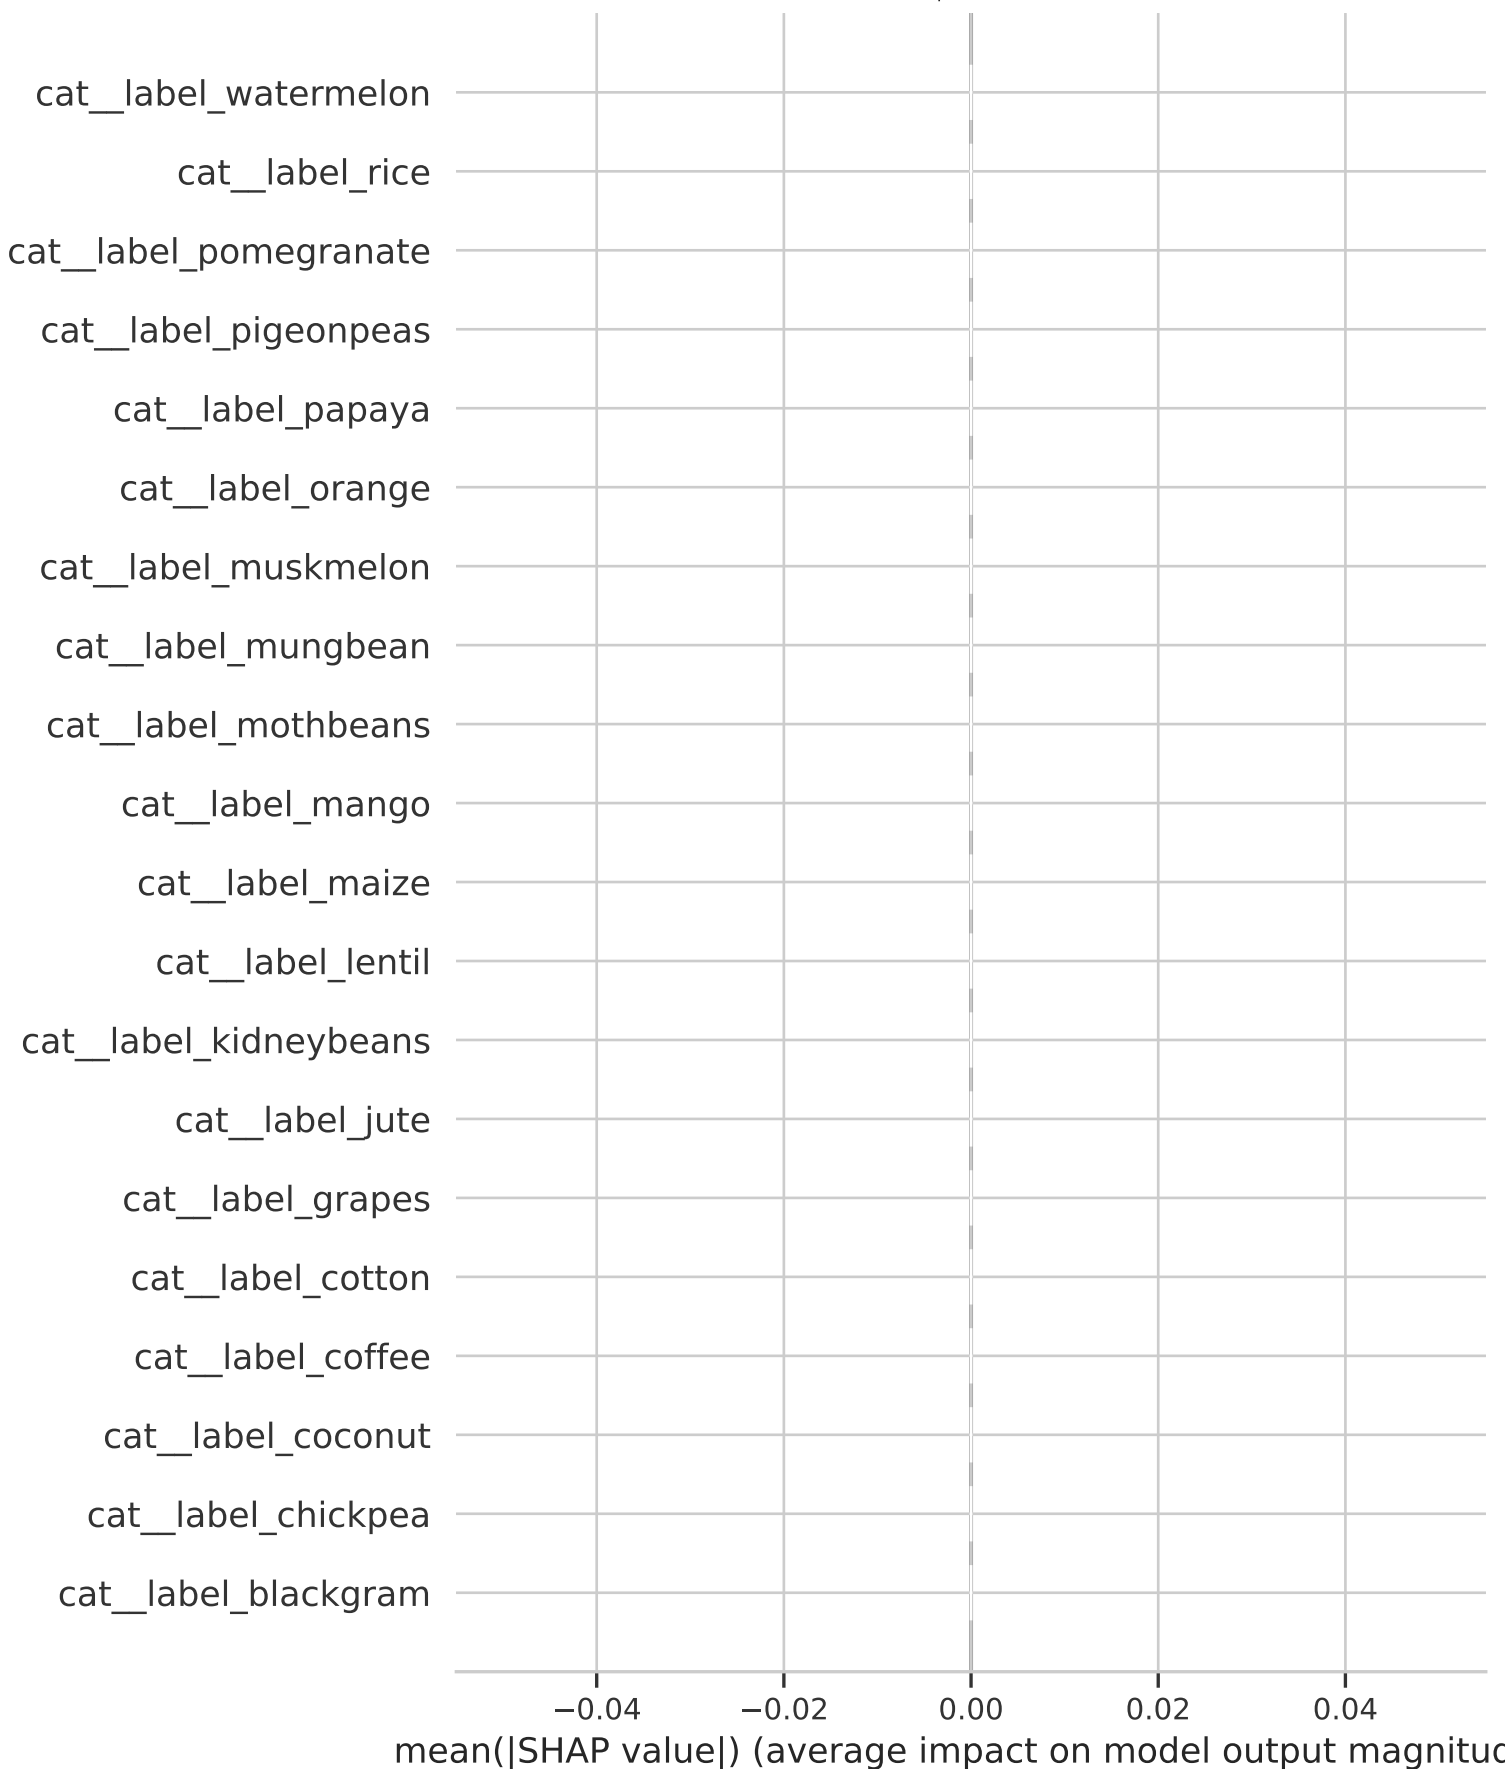 cat__label_watermelon
cat__label_rice
cat__label_pomegranate
cat__label_pigeonpeas
cat__label_papaya
cat__label_orange
cat__label_muskmelon
cat__label_mungbean
cat__label_mothbeans
cat__label_mango
cat__label_maize
cat__label_lentil
cat__label_kidneybeans
cat__label_jute
cat__label_grapes
cat__label_cotton
cat__label_coffee
cat__label_coconut
cat__label_chickpea
cat__label_blackgram
−0.04 −0.02 0.00 0.02 0.04
mean(|SHAP value|) (average impact on model output magnitud